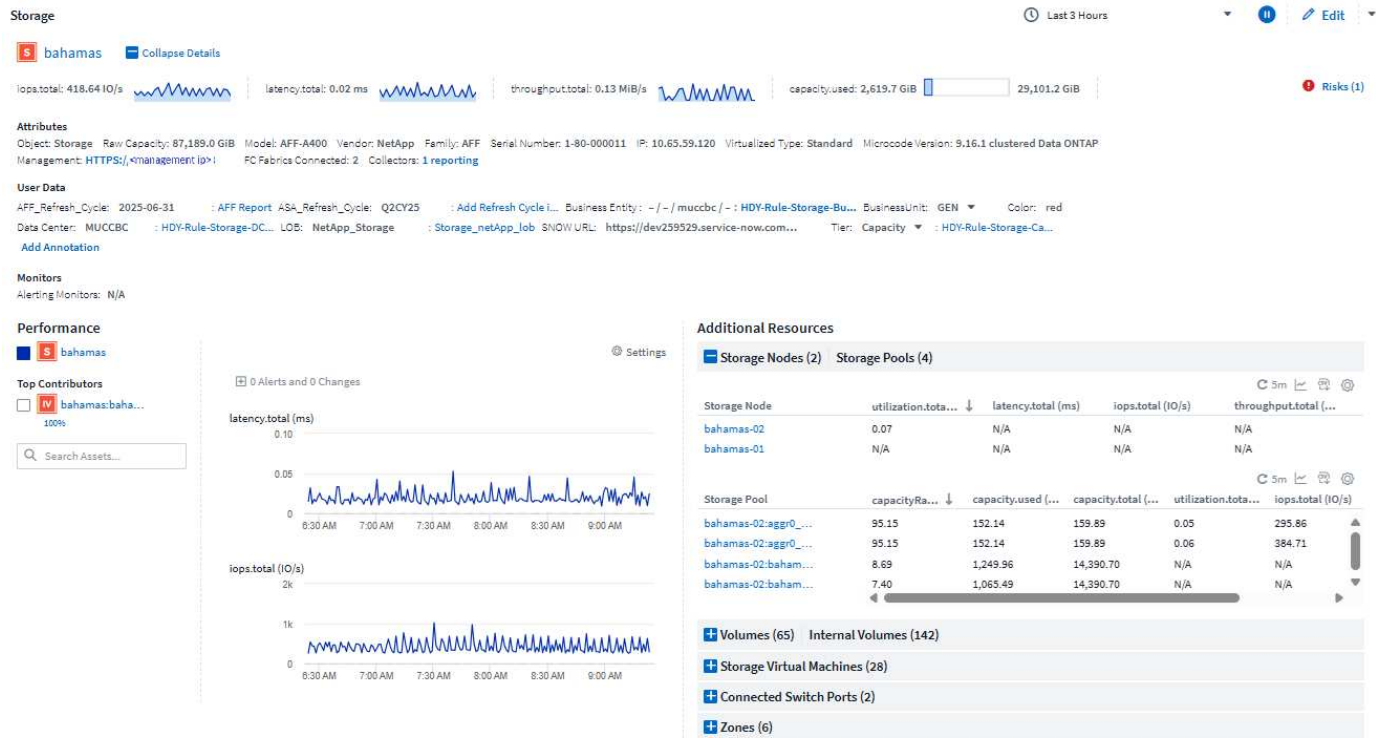 Storage
Last 3 Hours
Edit
S bahamas Collapse Details
iops.total: 418.64 IO/s
latency.total: 0.02 ms
throughput.total: 0.13 MiB/s
capacity.used: 2,619.7 GiB
29,101.2 GiB
Risks (1)
Attributes
Object: Storage Raw Capacity: 87,189.0 GiB Model: AFF-A400 Vendor: NetApp Family: AFF Serial Number: 1-80-000011 IP: 10.65.59.120 Virtualized Type: Standard Microcode Version: 9.16.1 clustered Data ONTAP
Management: HTTPS:/,<management ip> FC Fabrics Connected: 2 Collectors: 1 reporting
User Data
AFF_Refresh_Cycle: 2025-06-31 : AFF Report ASA_Refresh_Cycle: Q2CY25 : Add Refresh Cycle i... Business Entity: – / – / muccbc / – : HDY-Rule-Storage-Bu... BusinessUnit: GEN Color: red
Data Center: MUCCBC : HDY-Rule-Storage-DC... LOB: NetApp_Storage : Storage_netApp_lob SNOW URL: https://dev259529.service-now.com... Tier: Capacity : HDY-Rule-Storage-Ca...
Add Annotation
Monitors
Alerting Monitors: N/A
Performance
S bahamas
Top Contributors
IV bahamas:baha...
100%
Search Assets...
Settings
0 Alerts and 0 Changes
latency.total (ms)
0.10
0.05
0
6:30 AM 7:00 AM 7:30 AM 8:00 AM 8:30 AM 9:00 AM
iops.total (IO/s)
2k
1k
0
6:30 AM 7:00 AM 7:30 AM 8:00 AM 8:30 AM 9:00 AM
Additional Resources
Storage Nodes (2) Storage Pools (4)
5m
Storage Node utilization.tota... latency.total (ms) iops.total (IO/s) throughput.total (...
bahamas-02 0.07 N/A N/A N/A
bahamas-01 N/A N/A N/A N/A
5m
Storage Pool capacityRa... capacity.used (... capacity.total (... utilization.tota... iops.total (IO/s)
bahamas-02:aggr0_... 95.15 152.14 159.89 0.05 295.86
bahamas-02:aggr0_... 95.15 152.14 159.89 0.06 384.71
bahamas-02:baham... 8.69 1,249.96 14,390.70 N/A N/A
bahamas-02:baham... 7.40 1,065.49 14,390.70 N/A N/A
Volumes (65) Internal Volumes (142)
Storage Virtual Machines (28)
Connected Switch Ports (2)
Zones (6)